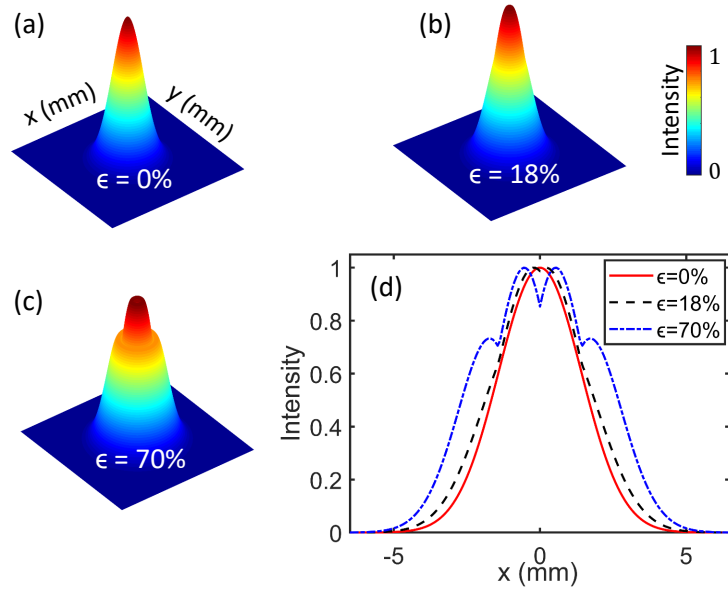 (a)
(b)
1
Intensity
0
x (mm)
y (mm)
ϵ = 0%
ϵ = 18%
(c)
ϵ = 70%
(d)
ϵ=0%
ϵ=18%
ϵ=70%
1
0.8
0.6
0.4
0.2
0
Intensity
-5
0
5
x (mm)